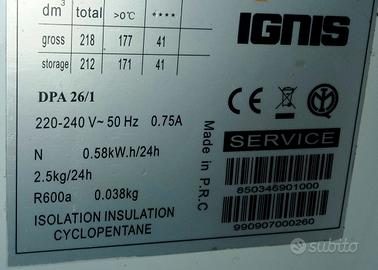 dm³ total >0°C ****
gross 218 177 41
storage 212 171 41
IGNIS
DPA 26/1
220-240 V~ 50 Hz 0.75A
N 0.58kW.h/24h
2.5kg/24h
R600a 0.038kg
ISOLATION INSULATION
CYCLOPENTANE
Made in P.R.C
CE
SERVICE
850346901000
990907000260
subito